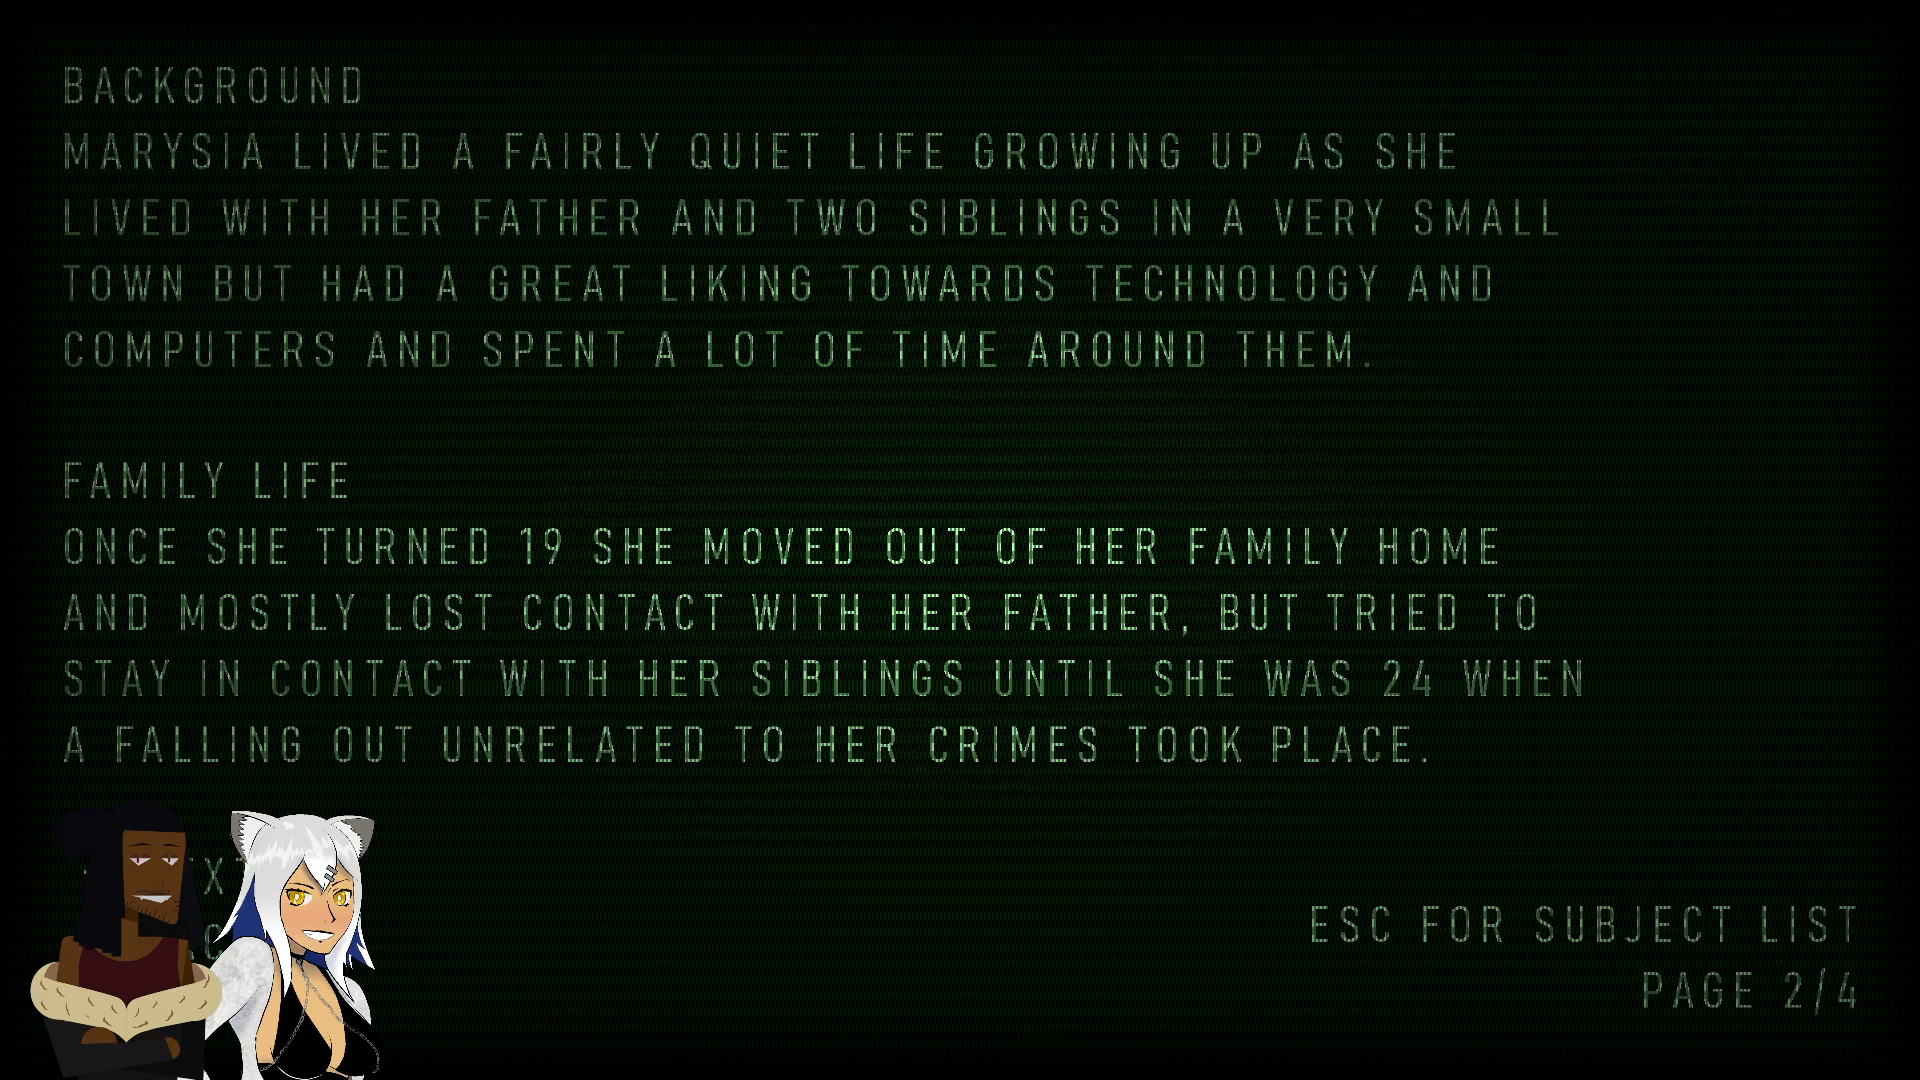 BACKGROUND
MARYSIA LIVED A FAIRLY QUIET LIFE GROWING UP AS SHE
LIVED WITH HER FATHER AND TWO SIBLINGS IN A VERY SMALL
TOWN BUT HAD A GREAT LIKING TOWARDS TECHNOLOGY AND
COMPUTERS AND SPENT A LOT OF TIME AROUND THEM.
FAMILY LIFE
ONCE SHE TURNED 19 SHE MOVED OUT OF HER FAMILY HOME
AND MOSTLY LOST CONTACT WITH HER FATHER, BUT TRIED TO
STAY IN CONTACT WITH HER SIBLINGS UNTIL SHE WAS 24 WHEN
A FALLING OUT UNRELATED TO HER CRIMES TOOK PLACE.
ESC FOR SUBJECT LIST
PAGE 2/4